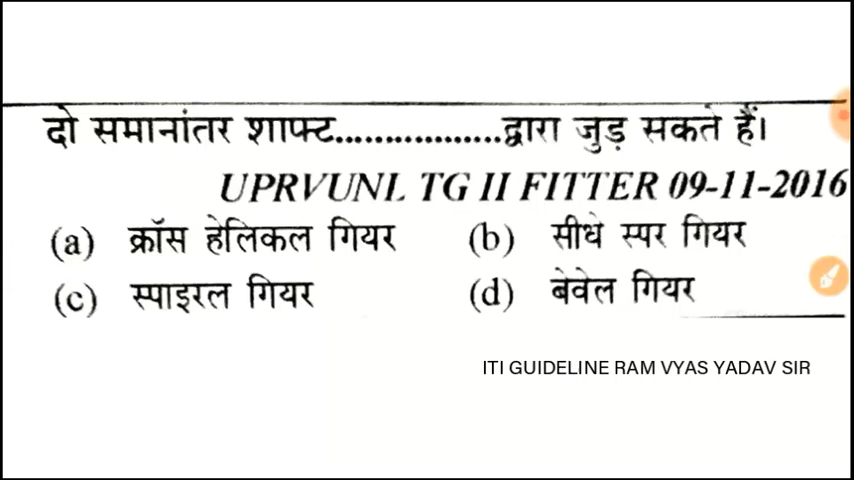 दो समानांतर शाफ्ट.................द्वारा जुड़ सकते हैं।
UPRVUNL TG II FITTER 09-11-2016
(a) क्रॉस हेलिकल गियर (b) सीधे स्पर गियर
(c) स्पाइरल गियर (d) बेवेल गियर
ITI GUIDELINE RAM VYAS YADAV SIR